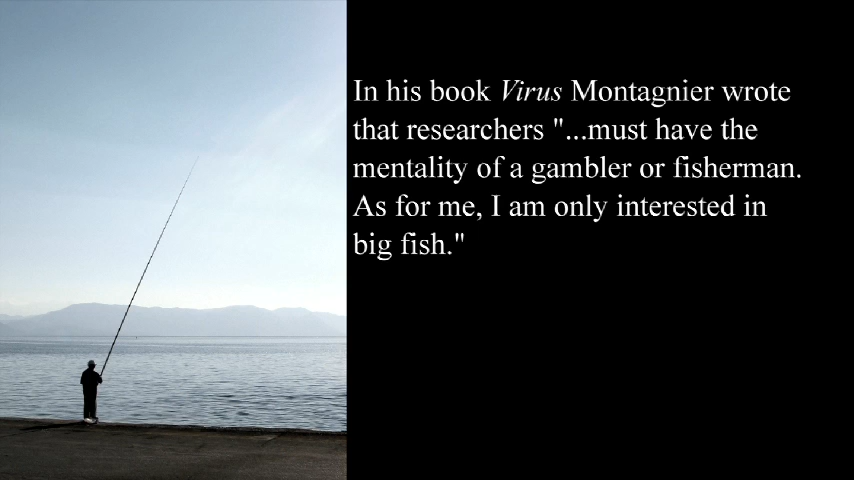 In his book Virus Montagnier wrote
that researchers "...must have the
mentality of a gambler or fisherman.
As for me, I am only interested in
big fish."